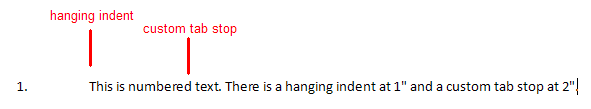 hanging indent
custom tab stop
1. This is numbered text. There is a hanging indent at 1" and a custom tab stop at 2"